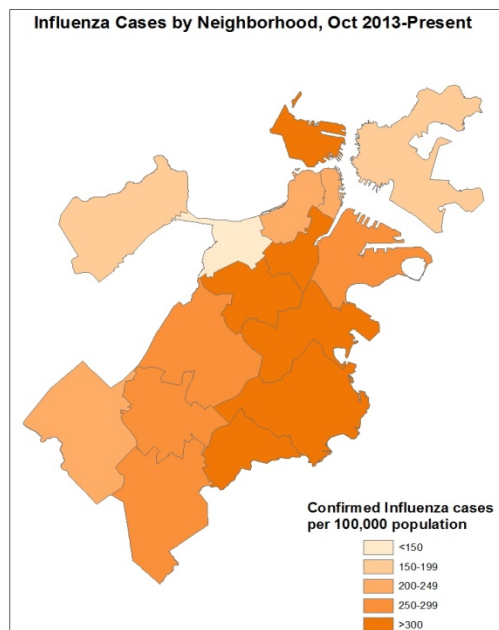 Influenza Cases by Neighborhood, Oct 2013-Present
Confirmed Influenza cases
per 100,000 population
<150
150-199
200-249
250-299
>300